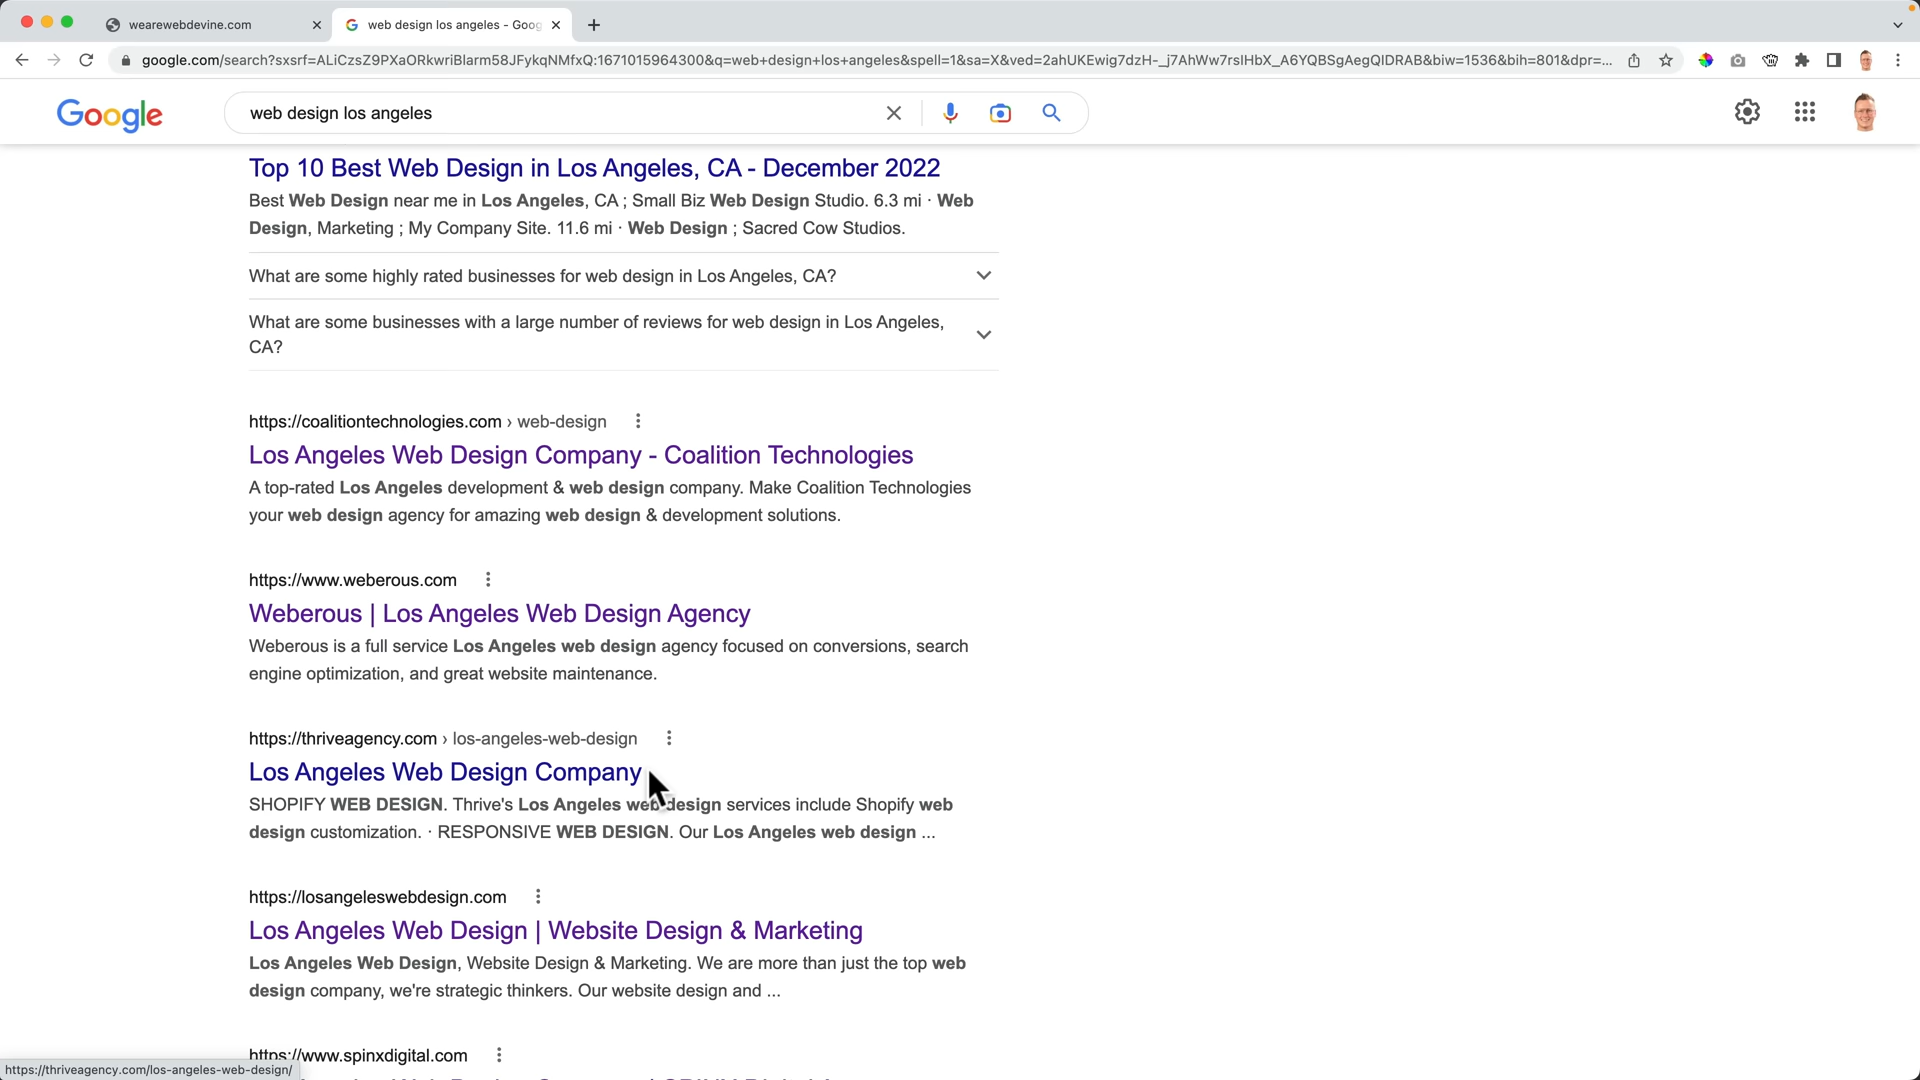 wearewebdevine.com
web design los angeles - Goog
google.com/search?sxsrf=ALiCzsZ9PXaORkwriBlarm58JFykqNMfxQ:1671015964300&q=web+design+los+angeles&spell=1&sa=X&ved=2ahUKEwig7dzH-_j7AhWw7rsIHbX_A6YQBSgAegQIDRAB&biw=1536&bih=801&dpr=...
Google
web design los angeles
Top 10 Best Web Design in Los Angeles, CA - December 2022
Best Web Design near me in Los Angeles, CA ; Small Biz Web Design Studio. 6.3 mi · Web
Design, Marketing ; My Company Site. 11.6 mi · Web Design ; Sacred Cow Studios.
What are some highly rated businesses for web design in Los Angeles, CA?
What are some businesses with a large number of reviews for web design in Los Angeles,
CA?
https://coalitiontechnologies.com › web-design
Los Angeles Web Design Company - Coalition Technologies
A top-rated Los Angeles development & web design company. Make Coalition Technologies
your web design agency for amazing web design & development solutions.
https://www.weberous.com
Weberous | Los Angeles Web Design Agency
Weberous is a full service Los Angeles web design agency focused on conversions, search
engine optimization, and great website maintenance.
https://thriveagency.com › los-angeles-web-design
Los Angeles Web Design Company
SHOPIFY WEB DESIGN. Thrive's Los Angeles web design services include Shopify web
design customization. · RESPONSIVE WEB DESIGN. Our Los Angeles web design ...
https://losangeleswebdesign.com
Los Angeles Web Design | Website Design & Marketing
Los Angeles Web Design, Website Design & Marketing. We are more than just the top web
design company, we're strategic thinkers. Our website design and ...
https://www.spinxdigital.com
https://thriveagency.com/los-angeles-web-design/